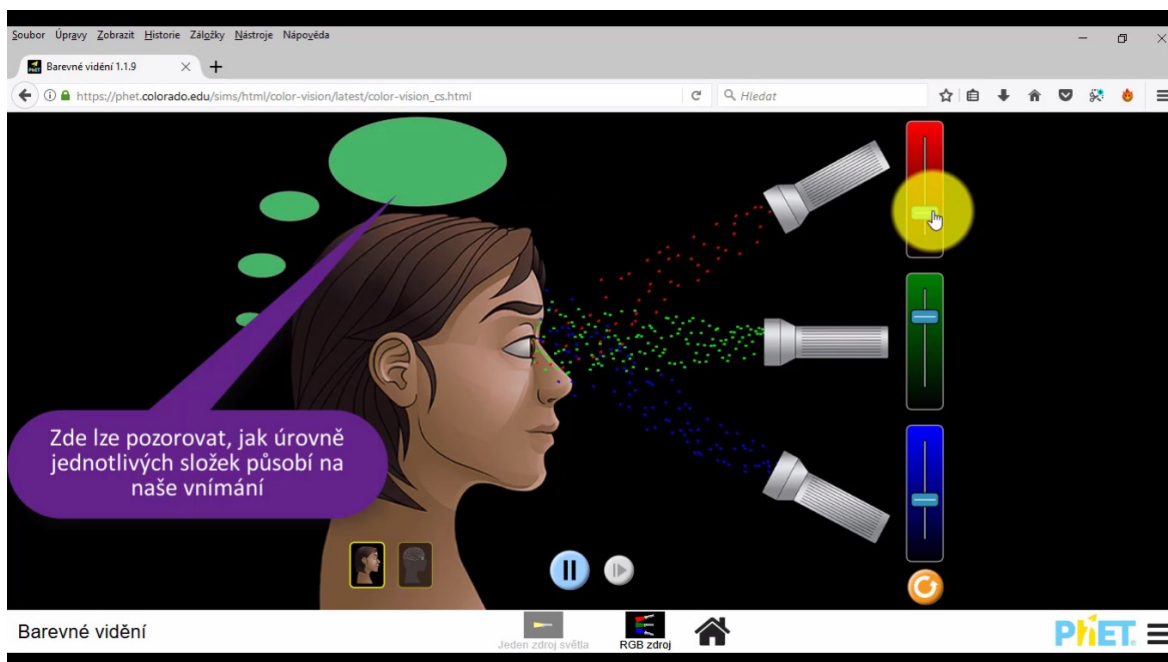 Soubor Úpravy Zobrazit Historie Záložky Nástroje Nápověda
Barevné vidění 1.1.9
https://phet.colorado.edu/sims/html/color-vision/latest/color-vision_cs.html
Hledat
Zde lze pozorovat, jak úrovně
jednotlivých složek působí na
naše vnímání
Barevné vidění
Jeden zdroj světla
RGB zdroj
PhET